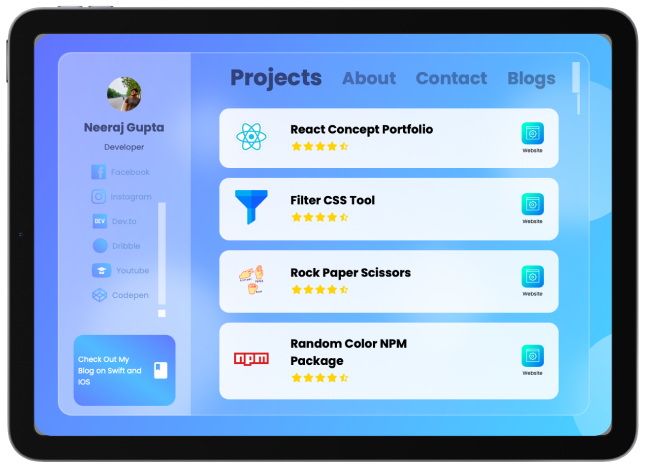 Projects About Contact Blogs
Neeraj Gupta
Developer
Facebook
Instagram
DEV Dev.to
Dribble
Youtube
Codepen
Check Out My
Blog on Swift and
iOS
React Concept Portfolio
Website
Filter CSS Tool
Website
Rock Paper Scissors
Website
npm
Random Color NPM
Package
Website